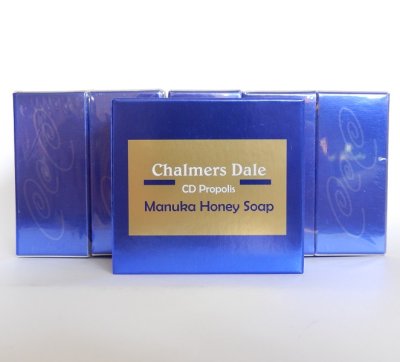 Chalmers Dale
CD Propolis
Manuka Honey Soap